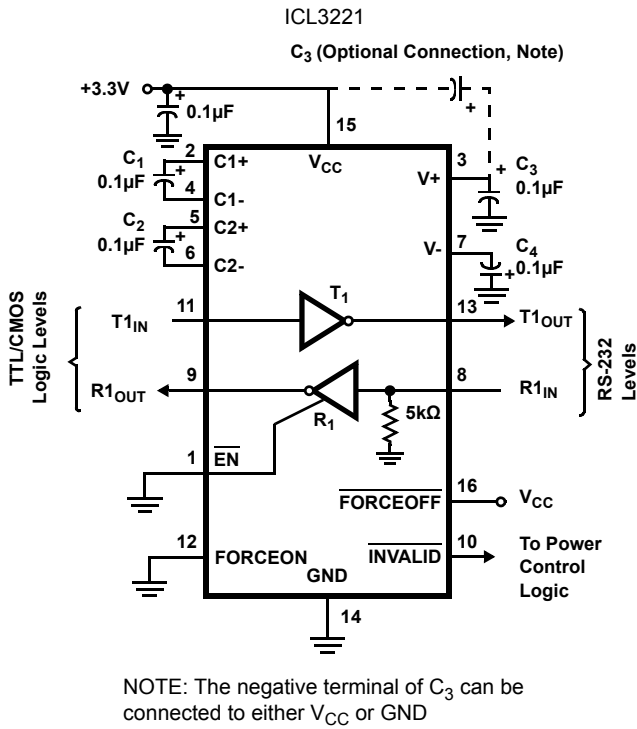 ICL3221
C3 (Optional Connection, Note)
+3.3V
+
0.1µF
+
15
VCC
C1
0.1µF
+
2
C1+
4
C1-
C2
0.1µF
+
5
C2+
6
C2-
3
V+
+
C3
0.1µF
7
V-
C4
+
0.1µF
TTL/CMOS
Logic Levels
T1IN
11
T1
13
T1OUT
R1OUT
9
R1
5kΩ
8
R1IN
RS-232
Levels
1
EN
16
FORCEOFF
VCC
12
FORCEON
10
INVALID
To Power
Control
Logic
GND
14
NOTE: The negative terminal of C3 can be
connected to either VCC or GND